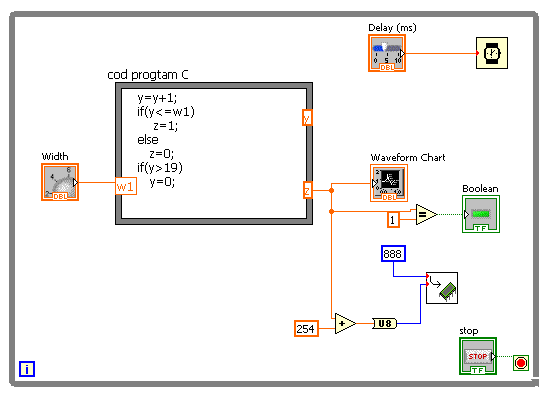 Delay (ms)
0 5 10
DBL
cod progtam C
y=y+1;
if(y<=w1)
z=1;
else
z=0;
if(y>19)
y=0;
y
Width
DBL
w1
z
Waveform Chart
DBL
1
=
Boolean
TF
888
254
+
U8
stop
STOP
TF
i